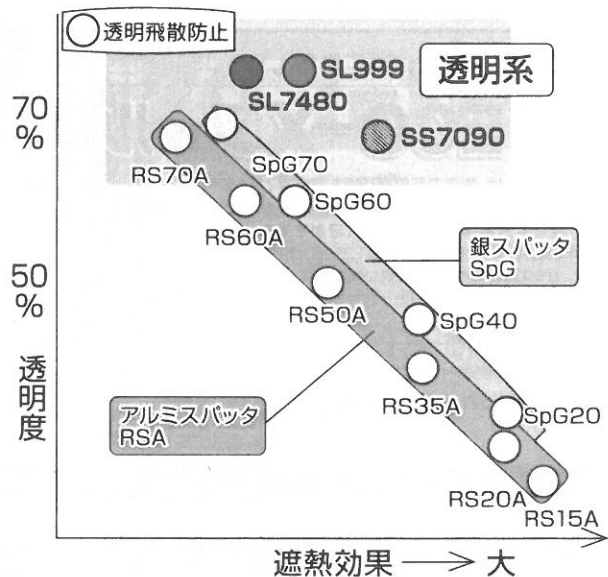 透明飛散防止
SL999
透明系
SL7480
70
%
SS7090
SpG70
RS70A
SpG60
RS60A
銀スパッタ
SpG
50
%
RS50A
SpG40
透明度
アルミスパッタ
RSA
RS35A
SpG20
RS20A
RS15A
遮熱効果 → 大